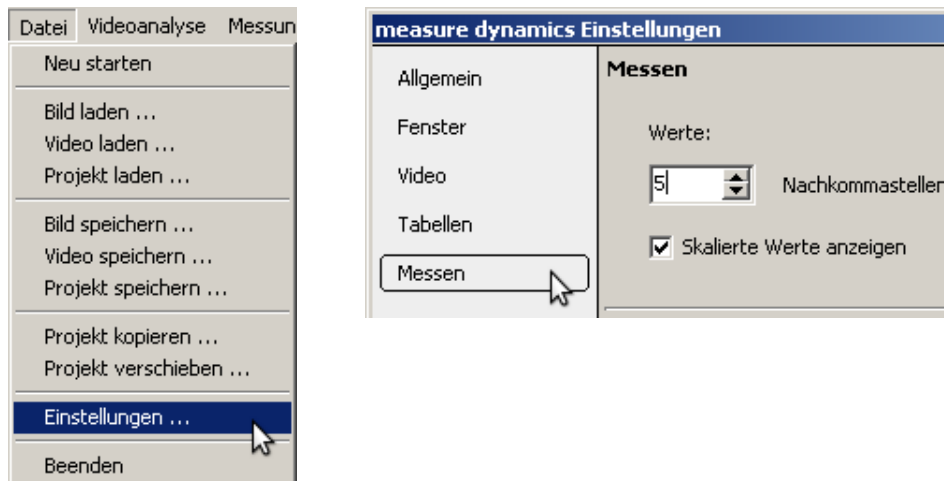 Datei Videoanalyse Messun
Neu starten
Bild laden ...
Video laden ...
Projekt laden ...
Bild speichern ...
Video speichern ...
Projekt speichern ...
Projekt kopieren ...
Projekt verschieben ...
Einstellungen ...
Beenden
measure dynamics Einstellungen
Allgemein
Fenster
Video
Tabellen
Messen
Messen
Werte:
5 Nachkommastellen
Skalierte Werte anzeigen